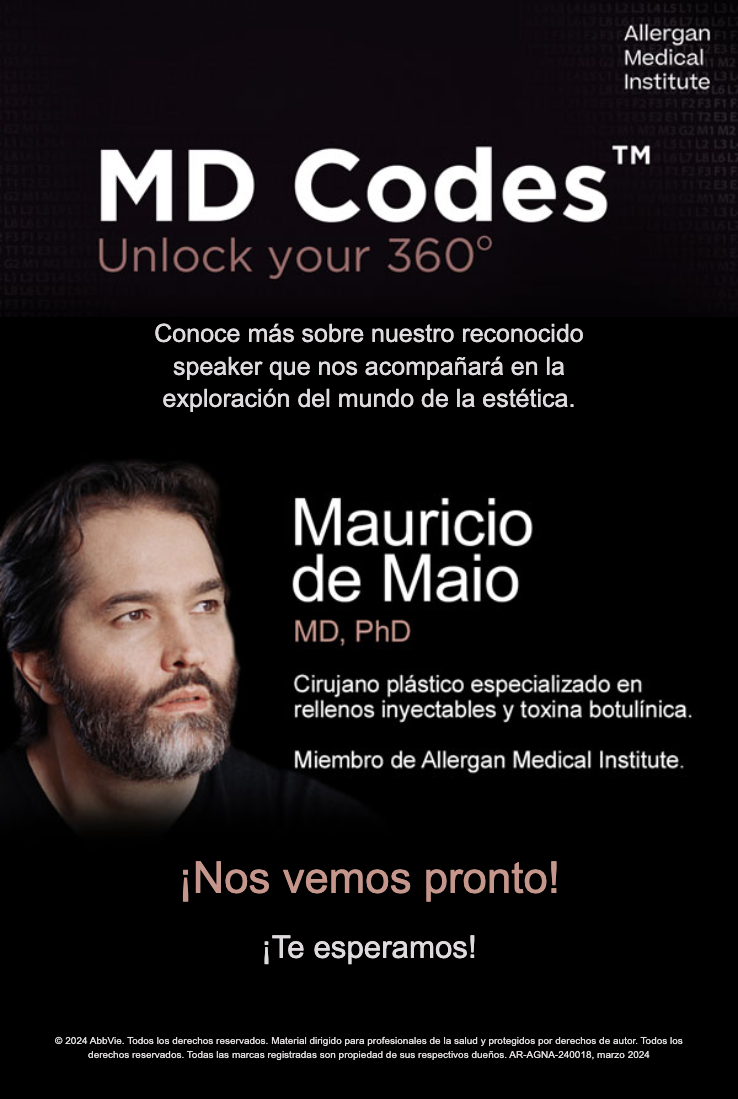 Allergan
Medical
Institute
MD Codes™
Unlock your 360°
Conoce más sobre nuestro reconocido
speaker que nos acompañará en la
exploración del mundo de la estética.
Mauricio
de Maio
MD, PhD
Cirujano plástico especializado en
rellenos inyectables y toxina botulínica.
Miembro de Allergan Medical Institute.
¡Nos vemos pronto!
¡Te esperamos!
© 2024 AbbVie. Todos los derechos reservados. Material dirigido para profesionales de la salud y protegidos por derechos de autor. Todos los
derechos reservados. Todas las marcas registradas son propiedad de sus respectivos dueños. AR-AGNA-240018, marzo 2024